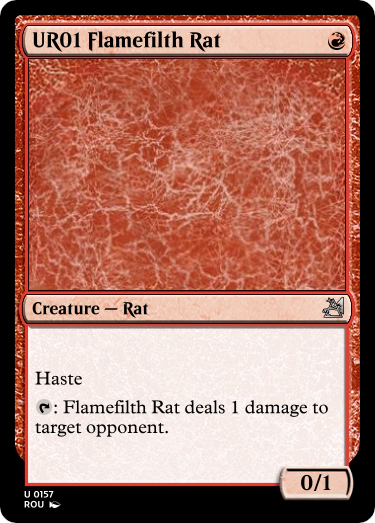 UR01 Flamefilth Rat
Creature — Rat
Haste
: Flamefilth Rat deals 1 damage to
target opponent.
0/1
U 0157
ROU